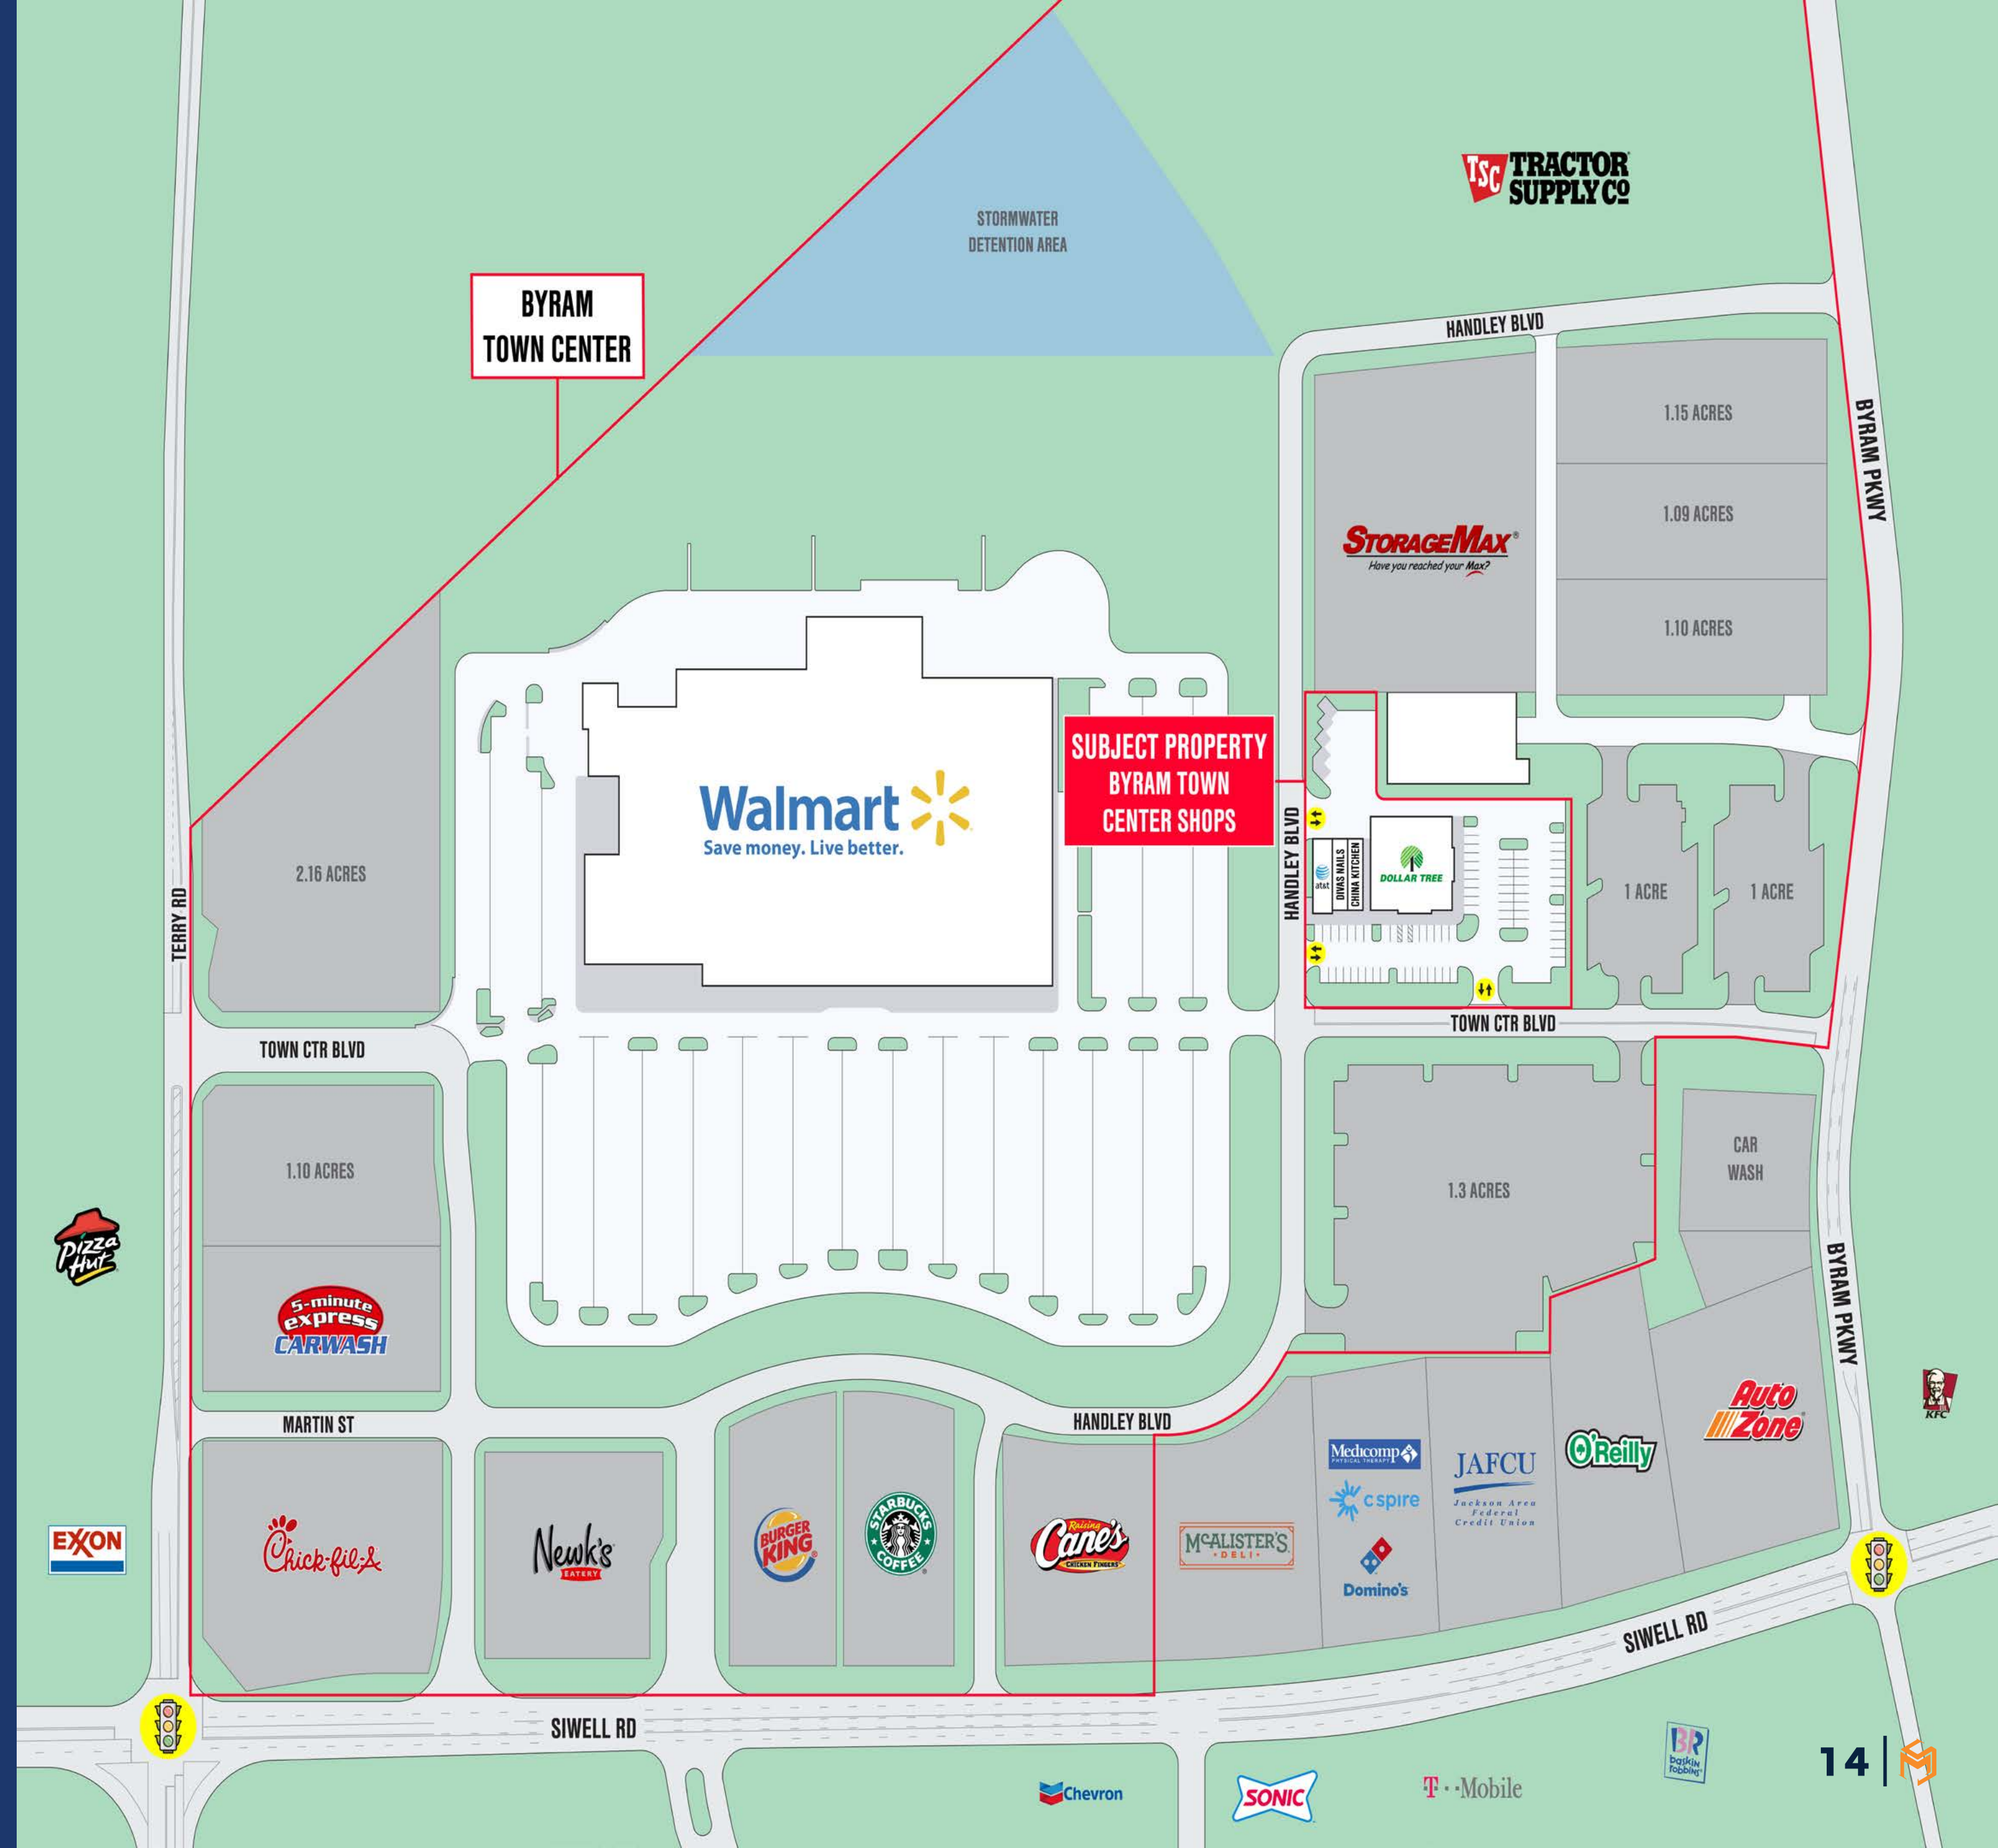 TSC TRACTOR
SUPPLY CO
STORMWATER
DETENTION AREA
BYRAM
TOWN CENTER
HANDLEY BLVD
1.15 ACRES
BYRAM PKWY
1.09 ACRES
STORAGEMAX®
Have you reached your Max?
1.10 ACRES
SUBJECT PROPERTY
BYRAM TOWN
CENTER SHOPS
Walmart
Save money. Live better.
HANDLEY BLVD
at&t
DIVAS NAILS
CHINA KITCHEN
DOLLAR TREE
2.16 ACRES
1 ACRE
1 ACRE
TERRY RD
TOWN CTR BLVD
TOWN CTR BLVD
1.10 ACRES
1.3 ACRES
CAR
WASH
Pizza
Hut
5-minute
express
CARWASH
BYRAM PKWY
MARTIN ST
HANDLEY BLVD
Auto
Zone
KFC
Medicomp
PHYSICAL THERAPY
JAFCU
Jackson Area
Federal
Credit Union
O'Reilly
c spire
EXXON
Chick-fil-A
Newk's
EATERY
BURGER
KING
STARBUCKS
COFFEE
Raising
Cane's
CHICKEN FINGERS
McALISTER'S
DELI
Domino's
SIWELL RD
SIWELL RD
BR
baskin
robbins
14
Chevron
SONIC
T-Mobile